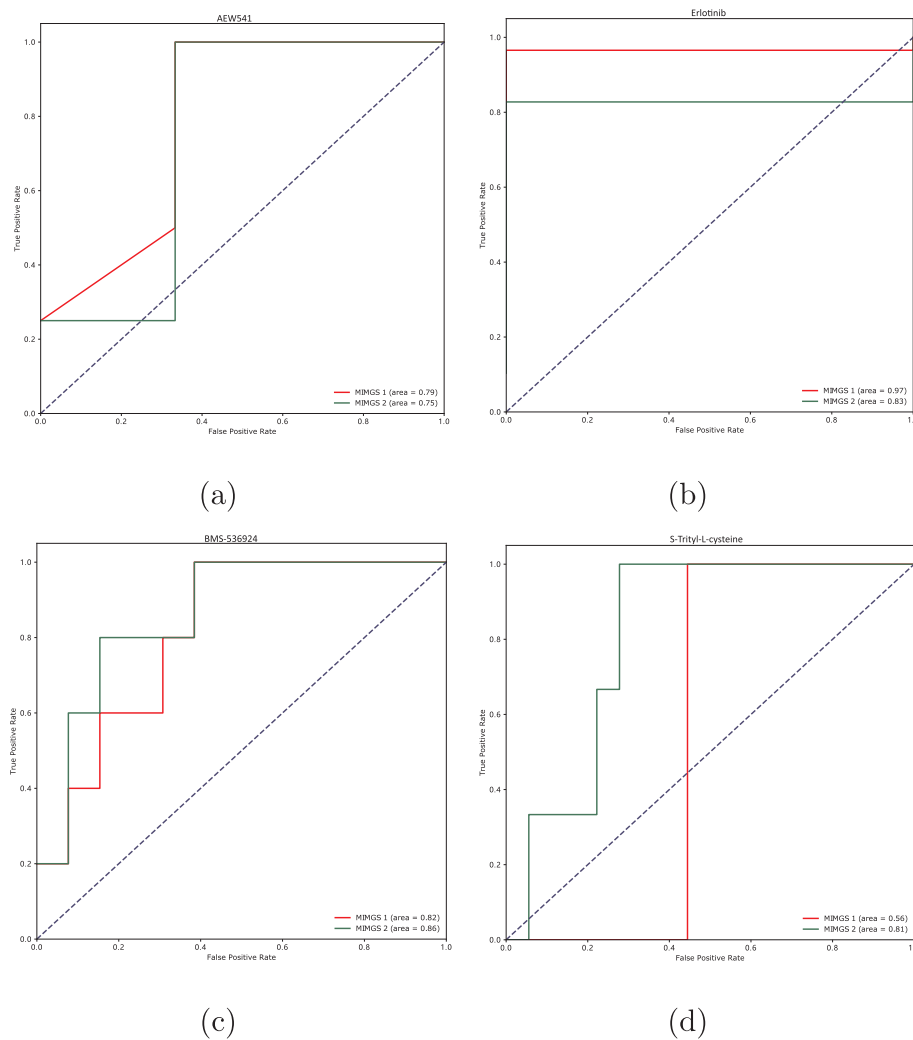 AEW541
1.0
0.8
0.6
0.4
0.2
0.0
True Positive Rate
0.0 0.2 0.4 0.6 0.8 1.0
False Positive Rate
MIMGS 1 (area = 0.79)
MIMGS 2 (area = 0.75)
(a)
Erlotinib
1.0
0.8
0.6
0.4
0.2
0.0
True Positive Rate
0.0 0.2 0.4 0.6 0.8
False Positive Rate
MIMGS 1 (area = 0.97)
MIMGS 2 (area = 0.83)
(b)
BMS-536924
1.0
0.8
0.6
0.4
0.2
0.0
True Positive Rate
0.0 0.2 0.4 0.6 0.8 1.0
False Positive Rate
MIMGS 1 (area = 0.82)
MIMGS 2 (area = 0.86)
(c)
S-Trityl-L-cysteine
1.0
0.8
0.6
0.4
0.2
0.0
True Positive Rate
0.0 0.2 0.4 0.6 0.8
False Positive Rate
MIMGS 1 (area = 0.56)
MIMGS 2 (area = 0.81)
(d)